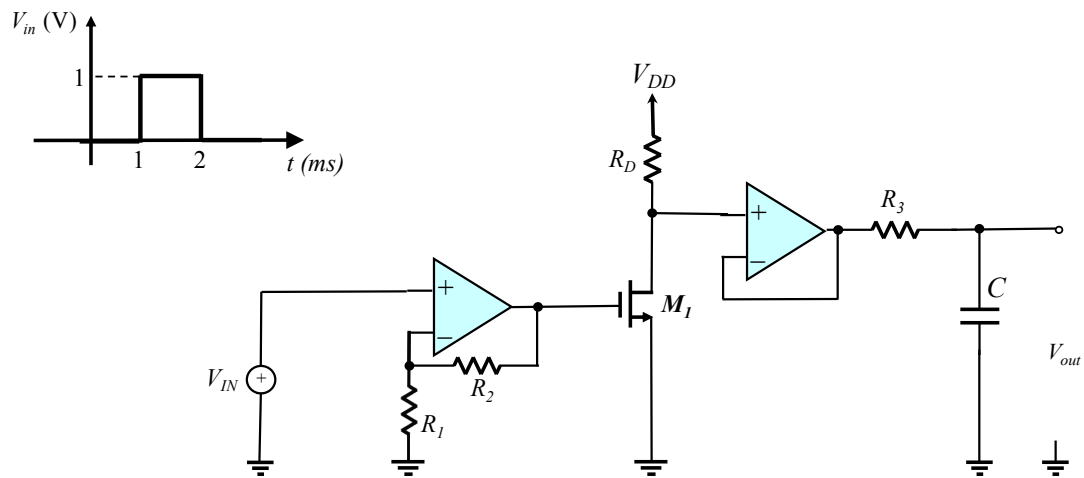 V_in (V)
1
1 2 t (ms)
V_DD
R_D
+
−
R_3
+
−
M_1
C
V_IN
+
R_2
V_out
R_1